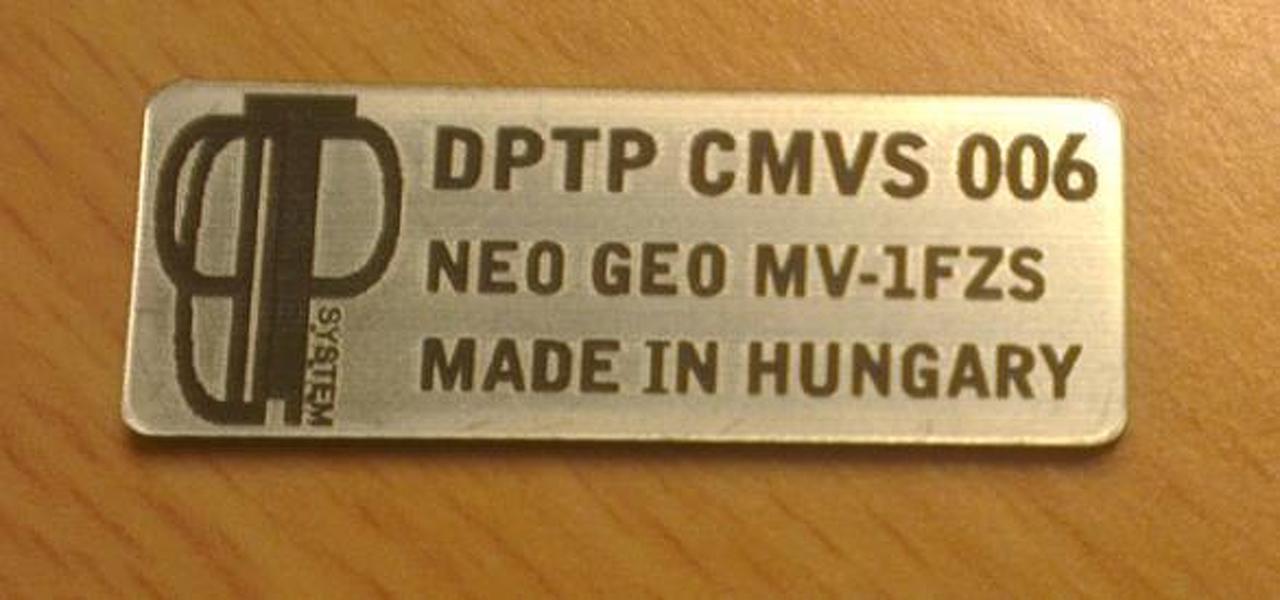 DPTP CMVS 006
NEO GEO MV-1FZS
MADE IN HUNGARY
SYSTEM